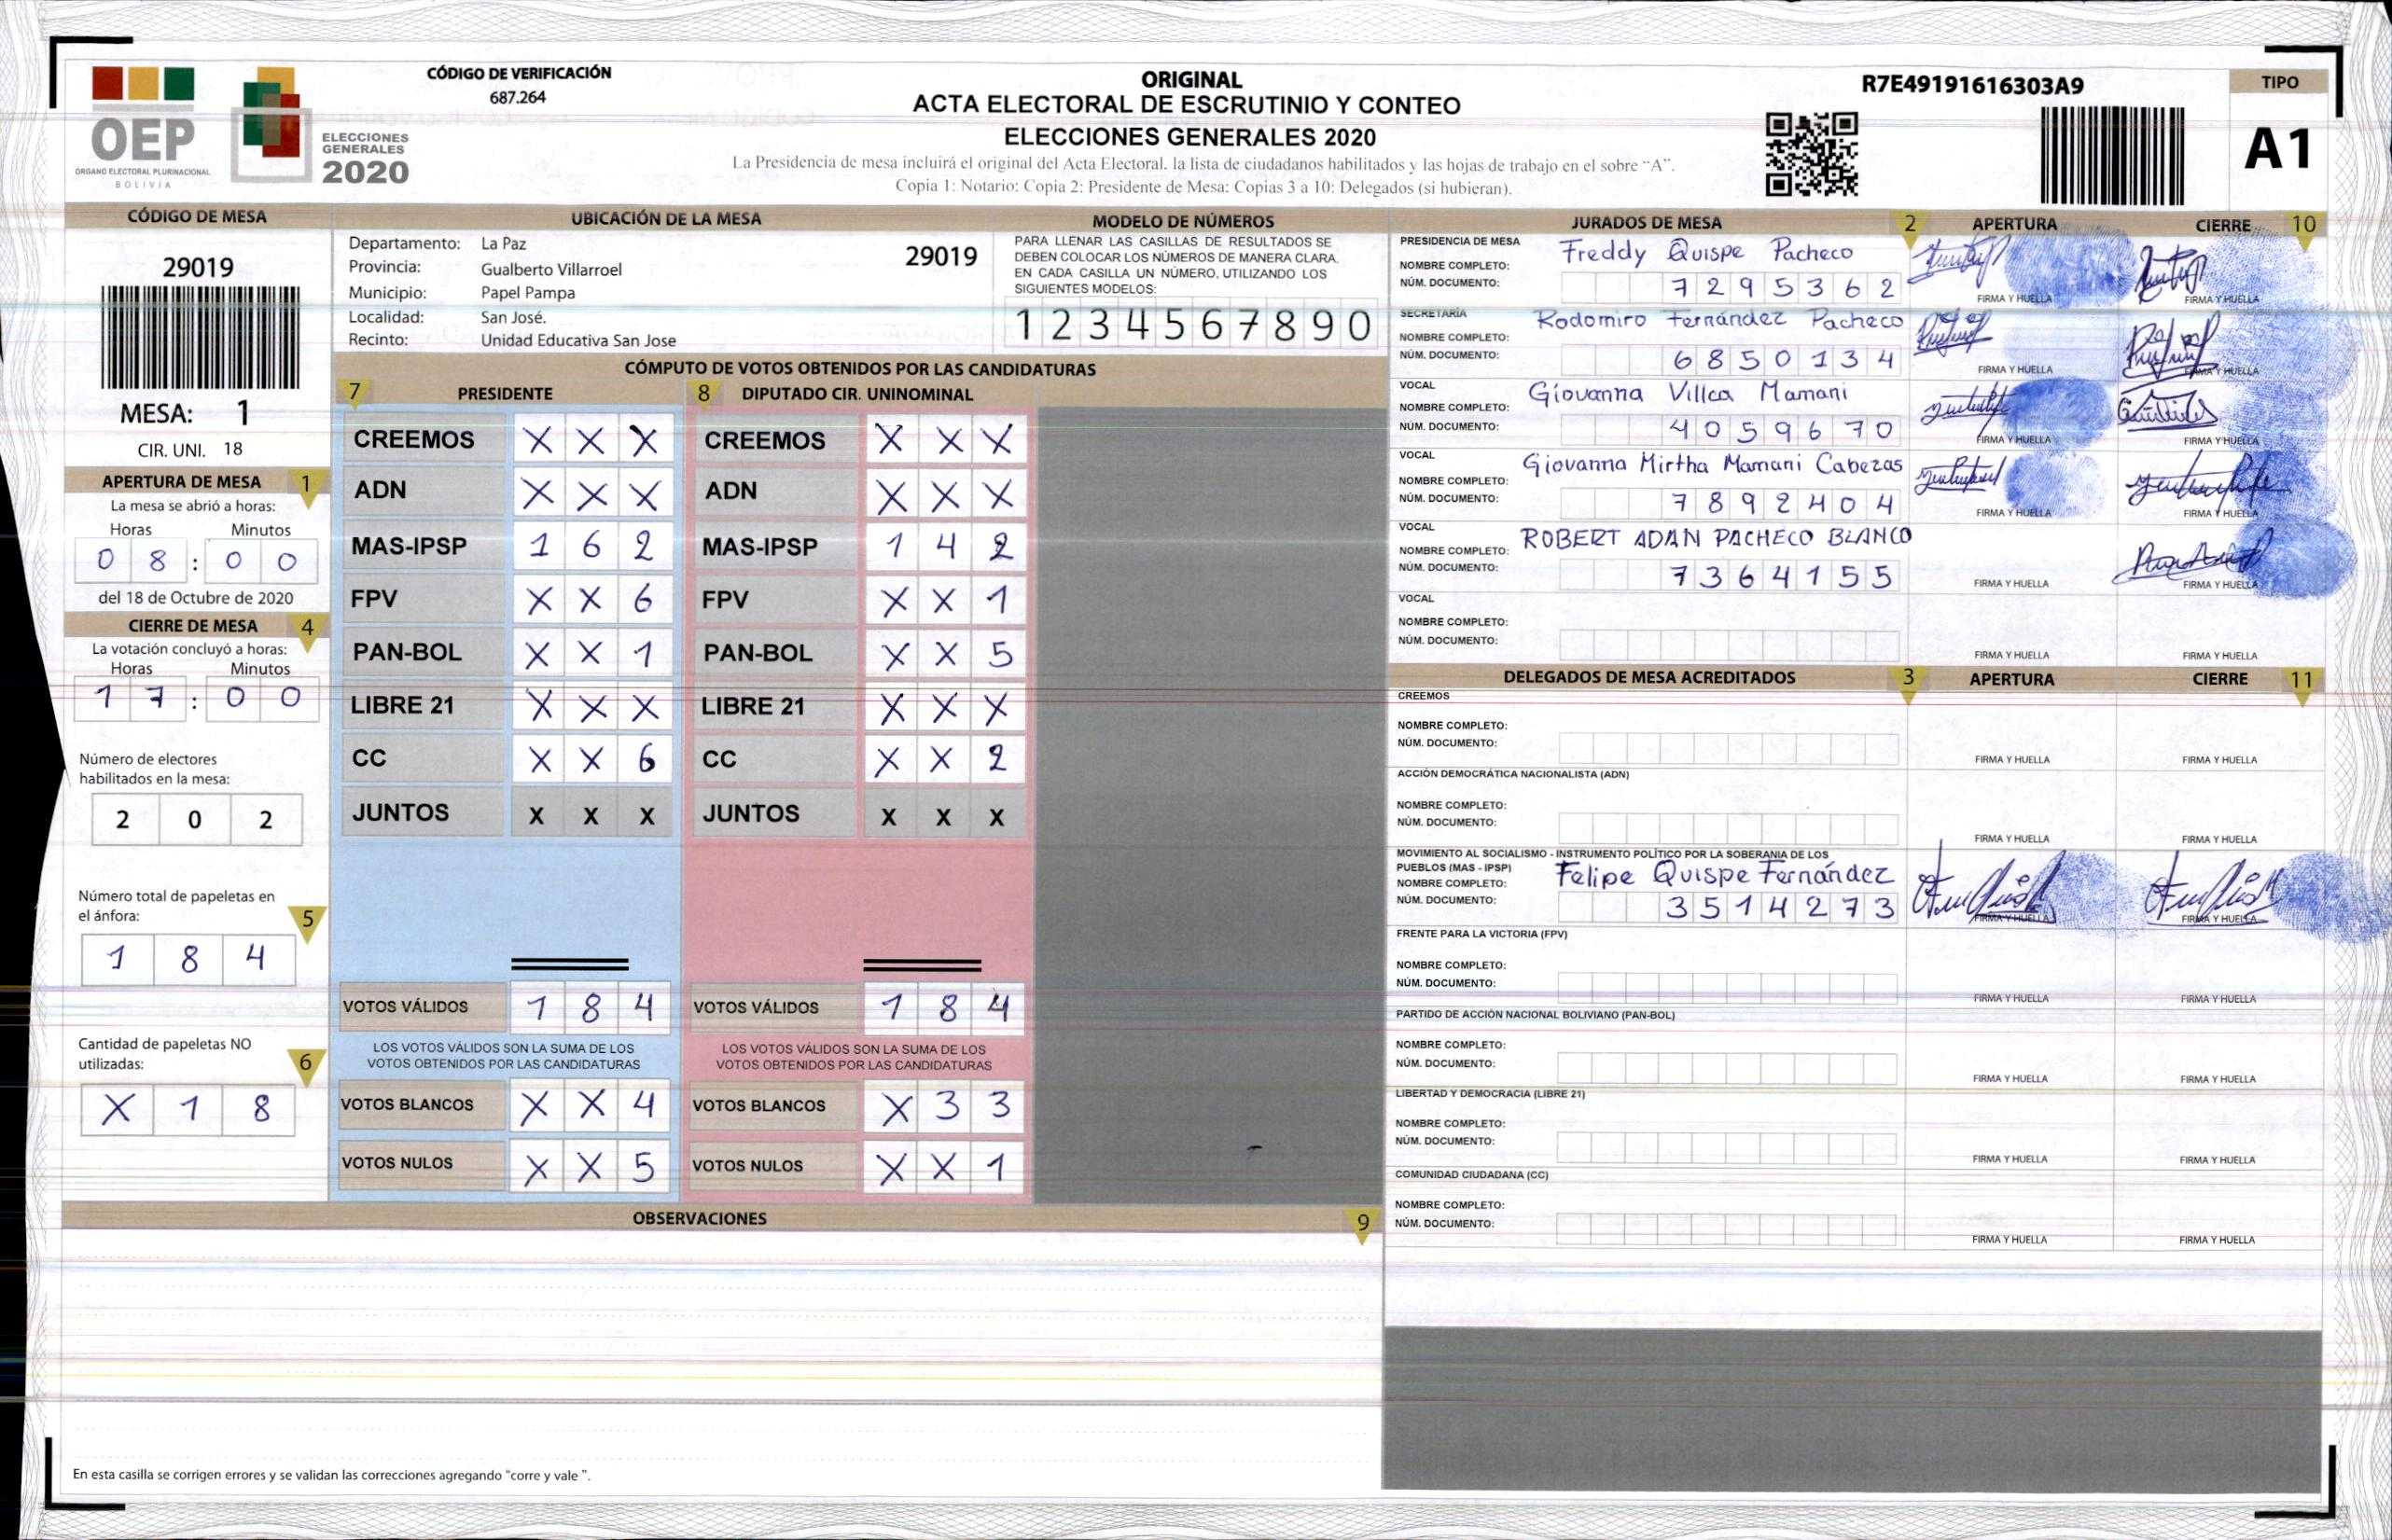 CÓDIGO DE VERIFICACIÓN
687.264
ORIGINAL
ACTA ELECTORAL DE ESCRUTINIO Y CONTEO
ELECCIONES GENERALES 2020
La Presidencia de mesa incluirá el original del Acta Electoral. la lista de ciudadanos habilitados y las hojas de trabajo en el sobre "A".
Copia 1: Notario: Copia 2: Presidente de Mesa: Copias 3 a 10: Delegados (si hubieran).
R7E49191616303A9
TIPO
A1
OEP
ÓRGANO ELECTORAL PLURINACIONAL
BOLIVIA
ELECCIONES
GENERALES
2020
CÓDIGO DE MESA
29019
MESA: 1
CIR. UNI. 18
APERTURA DE MESA 1
La mesa se abrió a horas:
Horas Minutos
0 8 : 0 0
del 18 de Octubre de 2020
CIERRE DE MESA 4
La votación concluyó a horas:
Horas Minutos
1 7 : 0 0
Número de electores
habilitados en la mesa:
2 0 2
Número total de papeletas en
el ánfora: 5
1 8 4
Cantidad de papeletas NO
utilizadas: 6
X 1 8
UBICACIÓN DE LA MESA
Departamento: La Paz 29019
Provincia: Gualberto Villarroel
Municipio: Papel Pampa
Localidad: San José.
Recinto: Unidad Educativa San Jose
MODELO DE NÚMEROS
PARA LLENAR LAS CASILLAS DE RESULTADOS SE
DEBEN COLOCAR LOS NÚMEROS DE MANERA CLARA.
EN CADA CASILLA UN NÚMERO, UTILIZANDO LOS
SIGUIENTES MODELOS:
1 2 3 4 5 6 7 8 9 0
CÓMPUTO DE VOTOS OBTENIDOS POR LAS CANDIDATURAS
7 PRESIDENTE 8 DIPUTADO CIR. UNINOMINAL
CREEMOS X X X CREEMOS X X X
ADN X X X ADN X X X
MAS-IPSP 1 6 2 MAS-IPSP 1 4 2
FPV X X 6 FPV X X 1
PAN-BOL X X 1 PAN-BOL X X 5
LIBRE 21 X X X LIBRE 21 X X X
CC X X 6 CC X X 2
JUNTOS X X X JUNTOS X X X
VOTOS VÁLIDOS 1 8 4 VOTOS VÁLIDOS 1 8 4
LOS VOTOS VÁLIDOS SON LA SUMA DE LOS LOS VOTOS VÁLIDOS SON LA SUMA DE LOS
VOTOS OBTENIDOS POR LAS CANDIDATURAS VOTOS OBTENIDOS POR LAS CANDIDATURAS
VOTOS BLANCOS X X 4 VOTOS BLANCOS X 3 3
VOTOS NULOS X X 5 VOTOS NULOS X X 1
OBSERVACIONES 9
En esta casilla se corrigen errores y se validan las correcciones agregando "corre y vale ".
JURADOS DE MESA 2 APERTURA CIERRE 10
PRESIDENCIA DE MESA
NOMBRE COMPLETO: Freddy Quispe Pacheco
NÚM. DOCUMENTO: 7 2 9 5 3 6 2
FIRMA Y HUELLA FIRMA Y HUELLA
SECRETARÍA
NOMBRE COMPLETO: Rodomiro Fernández Pacheco
NÚM. DOCUMENTO: 6 8 5 0 1 3 4
FIRMA Y HUELLA FIRMA Y HUELLA
VOCAL
NOMBRE COMPLETO: Giovanna Villca Mamani
NÚM. DOCUMENTO: 4 0 5 9 6 7 0
FIRMA Y HUELLA FIRMA Y HUELLA
VOCAL
NOMBRE COMPLETO: Giovanna Mirtha Mamani Cabezas
NÚM. DOCUMENTO: 7 8 9 2 4 0 4
FIRMA Y HUELLA FIRMA Y HUELLA
VOCAL
NOMBRE COMPLETO: ROBERT ADAN PACHECO BLANCO
NÚM. DOCUMENTO: 7 3 6 4 1 5 5
FIRMA Y HUELLA FIRMA Y HUELLA
VOCAL
NOMBRE COMPLETO:
NÚM. DOCUMENTO:
FIRMA Y HUELLA FIRMA Y HUELLA
DELEGADOS DE MESA ACREDITADOS 3 APERTURA CIERRE 11
CREEMOS
NOMBRE COMPLETO:
NÚM. DOCUMENTO:
FIRMA Y HUELLA FIRMA Y HUELLA
ACCIÓN DEMOCRÁTICA NACIONALISTA (ADN)
NOMBRE COMPLETO:
NÚM. DOCUMENTO:
FIRMA Y HUELLA FIRMA Y HUELLA
MOVIMIENTO AL SOCIALISMO - INSTRUMENTO POLÍTICO POR LA SOBERANIA DE LOS
PUEBLOS (MAS - IPSP)
NOMBRE COMPLETO: Felipe Quispe Fernández
NÚM. DOCUMENTO: 3 5 1 4 2 7 3
FIRMA Y HUELLA FIRMA Y HUELLA
FRENTE PARA LA VICTORIA (FPV)
NOMBRE COMPLETO:
NÚM. DOCUMENTO:
FIRMA Y HUELLA FIRMA Y HUELLA
PARTIDO DE ACCIÓN NACIONAL BOLIVIANO (PAN-BOL)
NOMBRE COMPLETO:
NÚM. DOCUMENTO:
FIRMA Y HUELLA FIRMA Y HUELLA
LIBERTAD Y DEMOCRACIA (LIBRE 21)
NOMBRE COMPLETO:
NÚM. DOCUMENTO:
FIRMA Y HUELLA FIRMA Y HUELLA
COMUNIDAD CIUDADANA (CC)
NOMBRE COMPLETO:
NÚM. DOCUMENTO:
FIRMA Y HUELLA FIRMA Y HUELLA